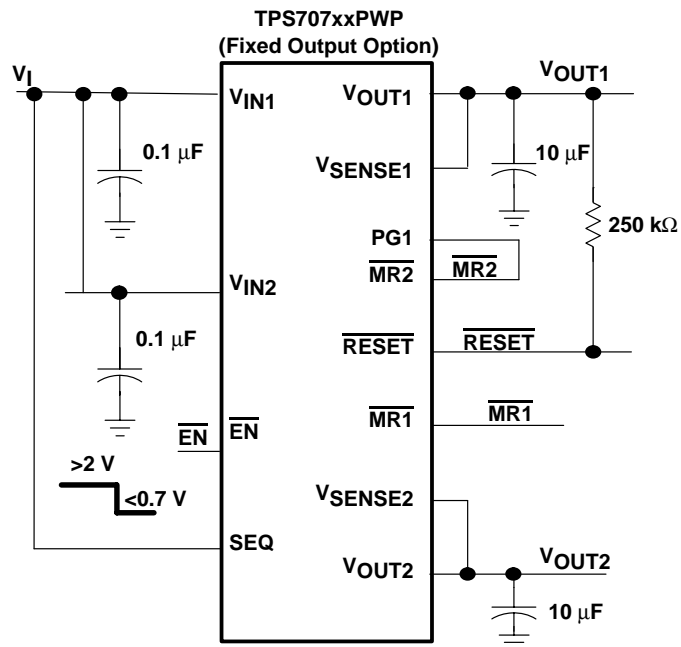 TPS707xxPWP
(Fixed Output Option)
VI
VIN1
VOUT1
VOUT1
0.1 μF
10 μF
VSENSE1
250 kΩ
PG1
MR2
MR2
VIN2
0.1 μF
RESET
RESET
MR1
MR1
EN
EN
>2 V
<0.7 V
VSENSE2
SEQ
VOUT2
VOUT2
10 μF